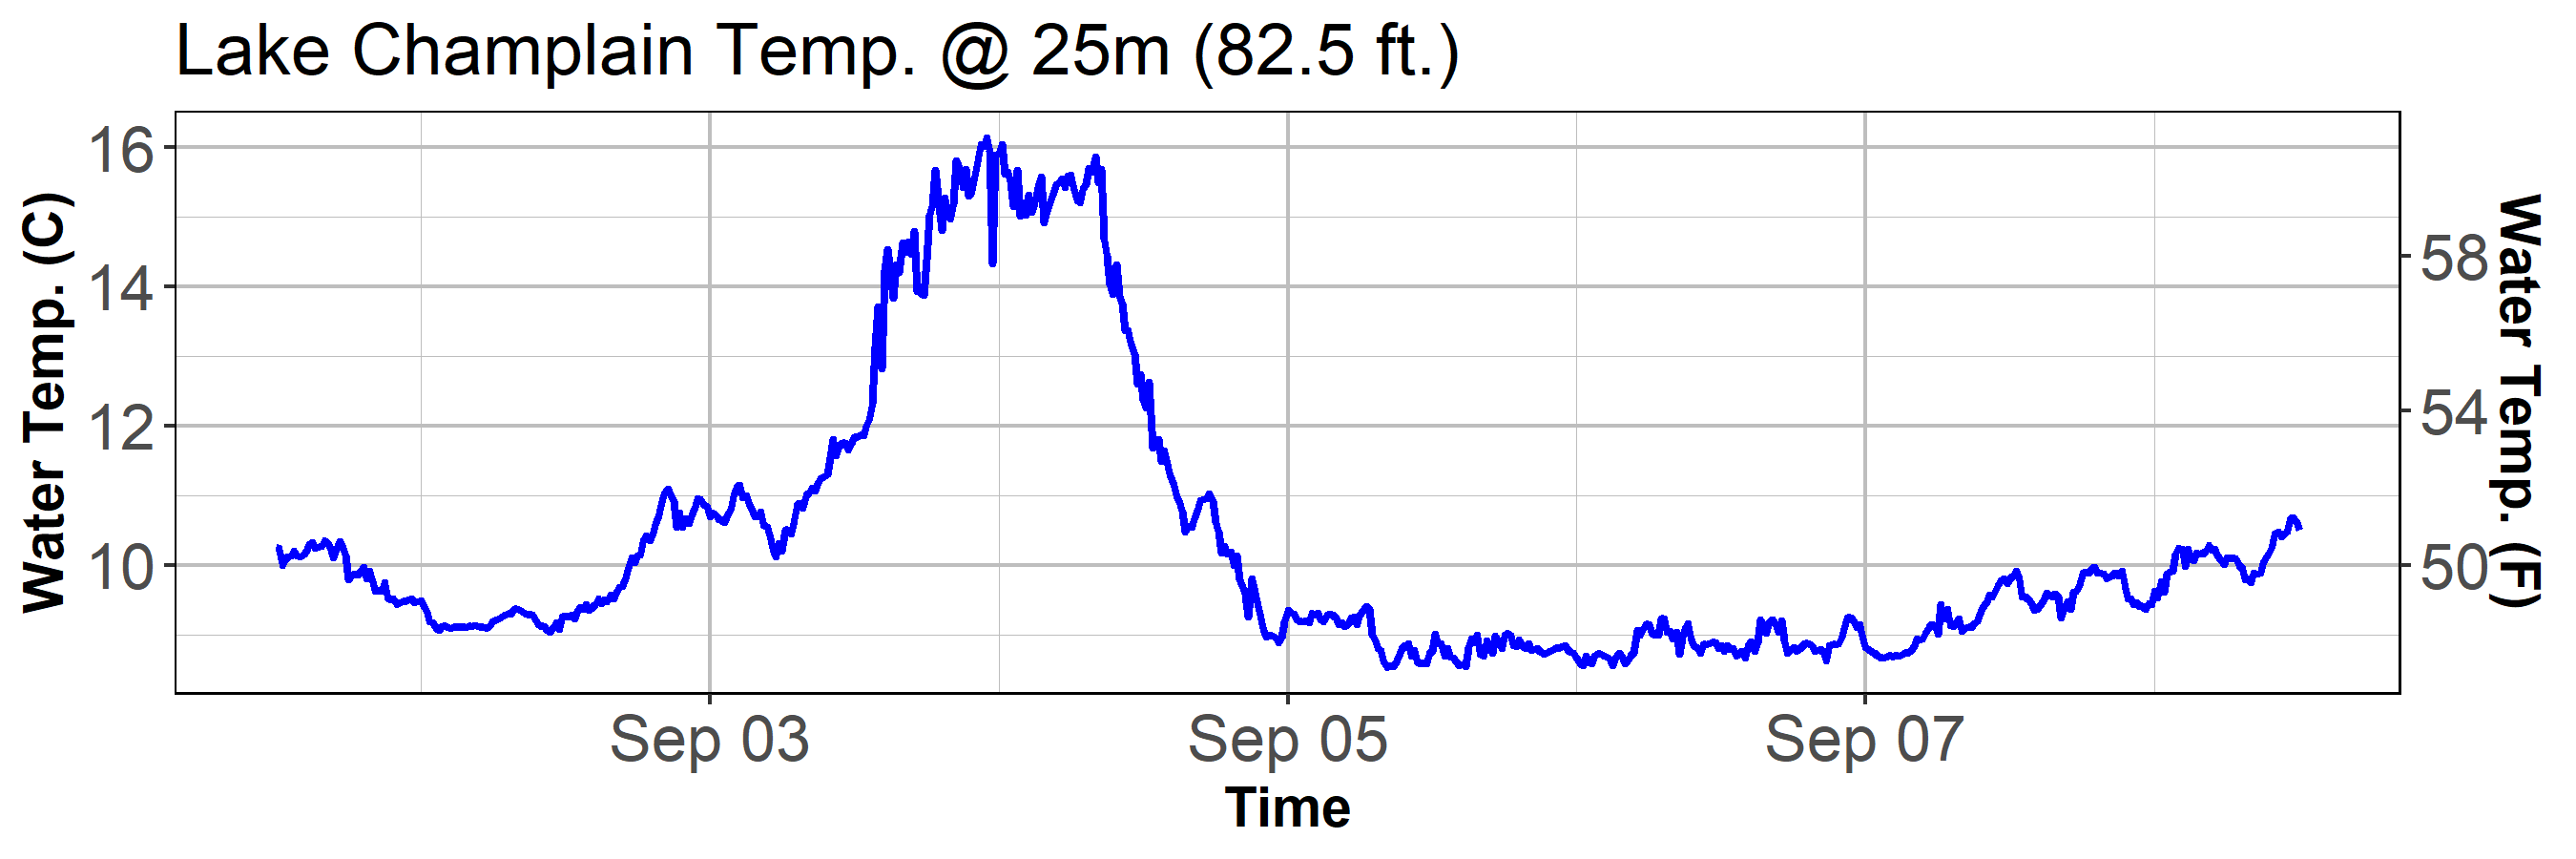 Lake Champlain Temp. @ 25m (82.5 ft.)
Water Temp. (C)
16
14
12
10
58
54
50
Water Temp. (F)
Sep 03
Sep 05
Sep 07
Time